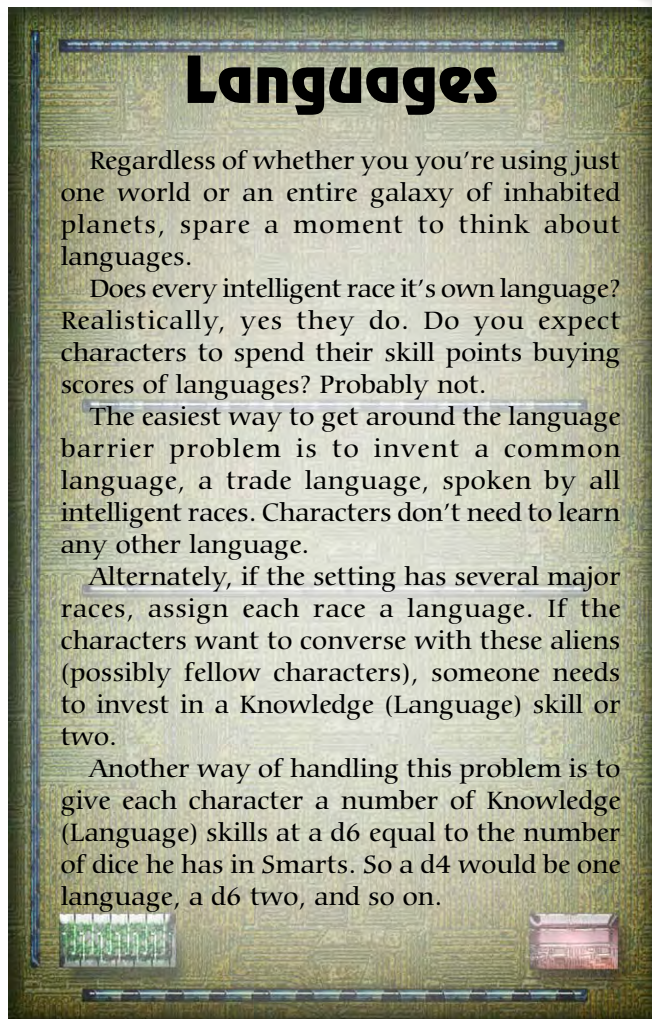 Languages
Regardless of whether you you're using just
one world or an entire galaxy of inhabited
planets, spare a moment to think about
languages.
Does every intelligent race it's own language?
Realistically, yes they do. Do you expect
characters to spend their skill points buying
scores of languages? Probably not.
The easiest way to get around the language
barrier problem is to invent a common
language, a trade language, spoken by all
intelligent races. Characters don't need to learn
any other language.
Alternately, if the setting has several major
races, assign each race a language. If the
characters want to converse with these aliens
(possibly fellow characters), someone needs
to invest in a Knowledge (Language) skill or
two.
Another way of handling this problem is to
give each character a number of Knowledge
(Language) skills at a d6 equal to the number
of dice he has in Smarts. So a d4 would be one
language, a d6 two, and so on.